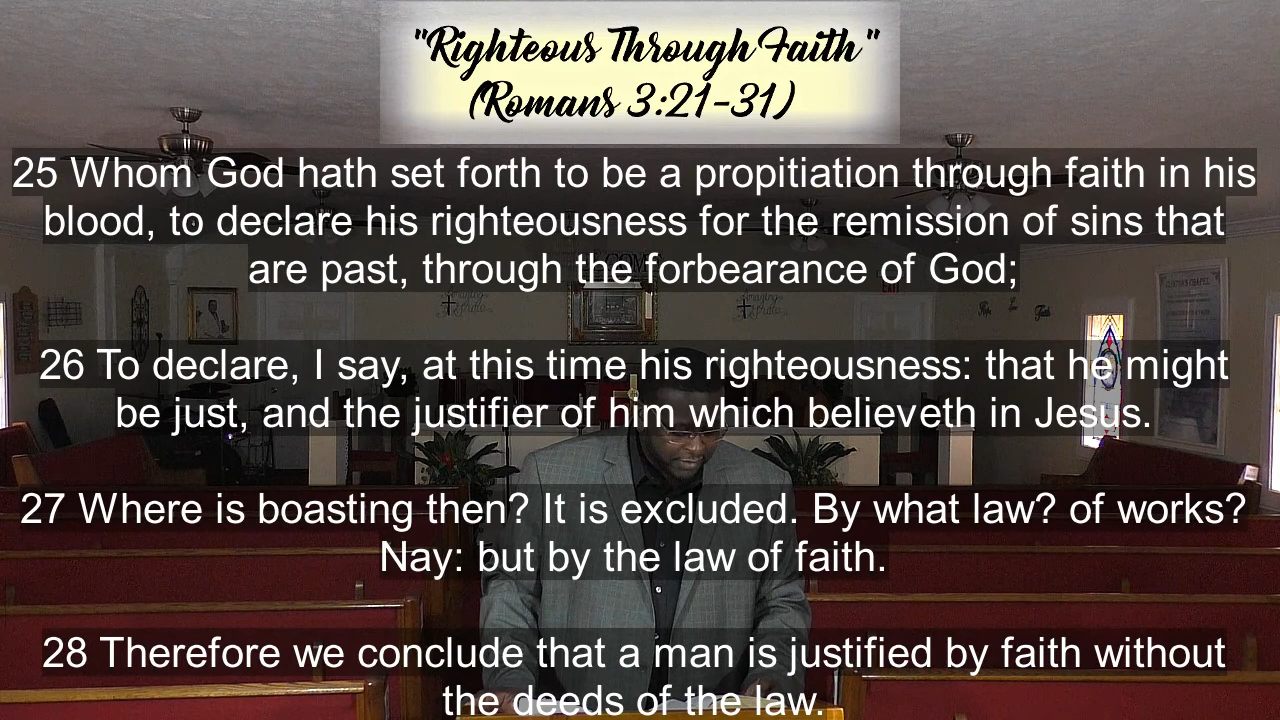 "Righteous Through Faith"
(Romans 3:21-31)
25 Whom God hath set forth to be a propitiation through faith in his
blood, to declare his righteousness for the remission of sins that
are past, through the forbearance of God;
26 To declare, I say, at this time his righteousness: that he might
be just, and the justifier of him which believeth in Jesus.
27 Where is boasting then? It is excluded. By what law? of works?
Nay: but by the law of faith.
28 Therefore we conclude that a man is justified by faith without
the deeds of the law.